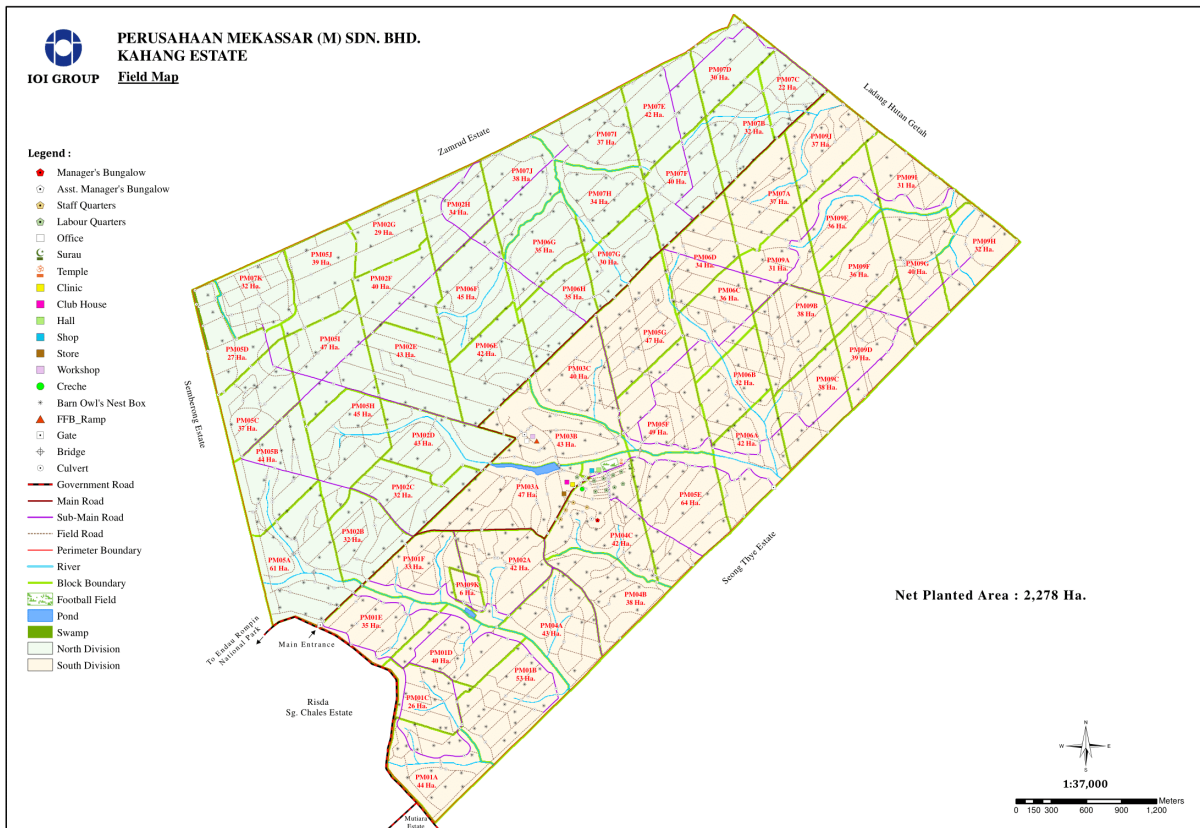 PERUSAHAAN MEKASSAR (M) SDN. BHD.
KAHANG ESTATE
Field Map
IOI GROUP
Legend :
Manager's Bungalow
Asst. Manager's Bungalow
Staff Quarters
Labour Quarters
Office
Surau
Temple
Clinic
Club House
Hall
Shop
Store
Workshop
Creche
Barn Owl's Nest Box
FFB_Ramp
Gate
Bridge
Culvert
Government Road
Main Road
Sub-Main Road
Field Road
Perimeter Boundary
River
Block Boundary
Football Field
Pond
Swamp
North Division
South Division
Zamrud Estate
Ladang Hutan Getah
Semberong Estate
Seong Thye Estate
To Endau Rompin
National Park
Main Entrance
Risda
Sg. Chales Estate
Mutiara
Estate
PM07D
30 Ha.
PM07C
22 Ha.
PM07E
42 Ha.
PM07B
32 Ha.
PM09J
37 Ha.
PM07I
37 Ha.
PM07J
38 Ha.
PM07F
40 Ha.
PM09I
31 Ha.
PM07H
34 Ha.
PM07A
37 Ha.
PM02H
34 Ha.
PM02G
29 Ha.
PM09E
36 Ha.
PM06G
45 Ha.
PM09H
32 Ha.
PM05J
39 Ha.
PM07G
30 Ha.
PM06D
34 Ha.
PM09A
31 Ha.
PM09F
36 Ha.
PM09G
40 Ha.
PM07K
32 Ha.
PM02F
40 Ha.
PM06F
45 Ha.
PM06H
35 Ha.
PM06C
36 Ha.
PM09B
38 Ha.
PM05G
47 Ha.
PM05I
47 Ha.
PM02E
43 Ha.
PM06E
42 Ha.
PM05D
27 Ha.
PM09D
39 Ha.
PM03C
40 Ha.
PM06B
32 Ha.
PM09C
38 Ha.
PM05H
45 Ha.
PM05C
37 Ha.
PM05F
49 Ha.
PM02D
43 Ha.
PM03B
43 Ha.
PM06A
42 Ha.
PM05B
44 Ha.
PM02C
32 Ha.
PM03A
47 Ha.
PM05E
64 Ha.
PM02B
32 Ha.
PM04C
42 Ha.
PM05A
61 Ha.
PM01F
33 Ha.
PM02A
42 Ha.
PM09K
6 Ha.
PM04B
38 Ha.
PM01E
35 Ha.
PM04A
43 Ha.
PM01D
40 Ha.
PM01B
53 Ha.
PM01C
26 Ha.
PM01A
44 Ha.
Net Planted Area : 2,278 Ha.
N
W
E
S
1:37,000
Meters
0 150 300 600 900 1,200